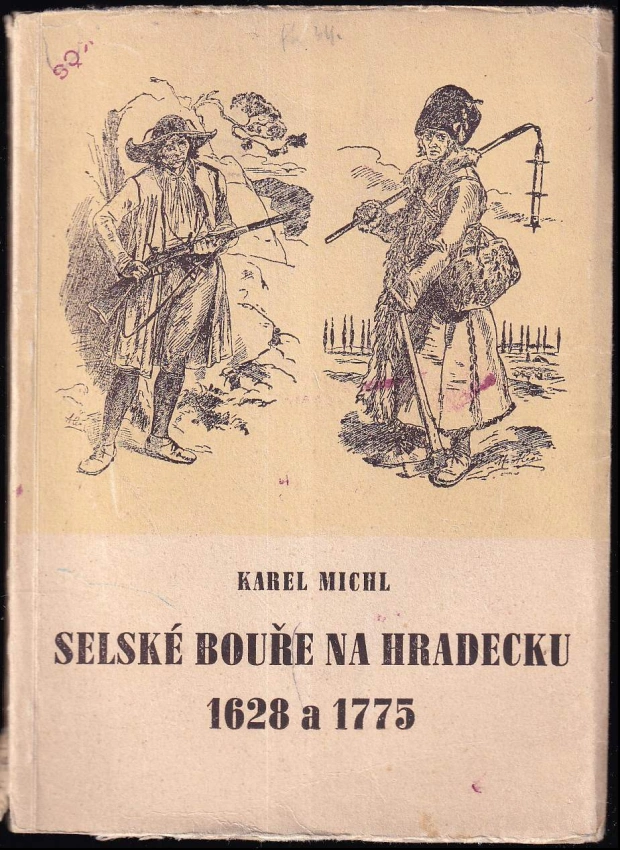 KAREL MICHL
SELSKÉ BOUŘE NA HRADECKU
1628 a 1775